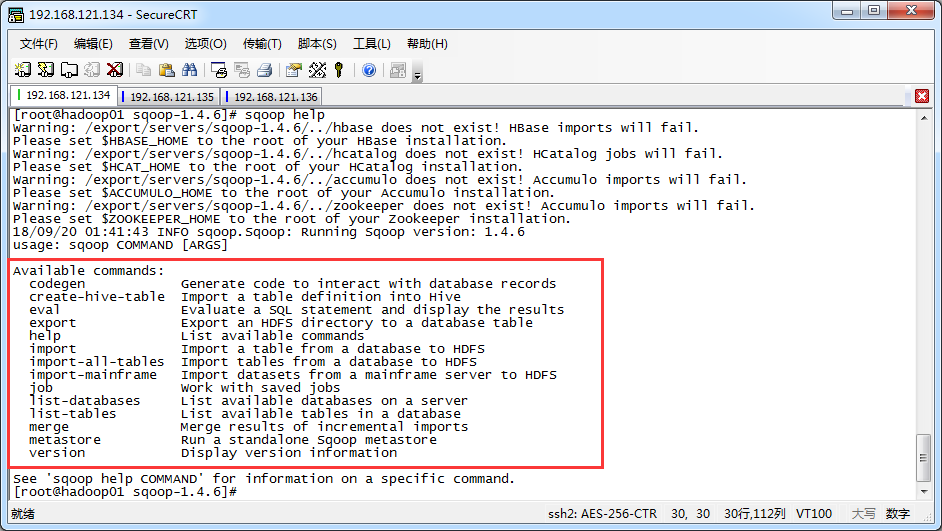 192.168.121.134 - SecureCRT
文件(F) 编辑(E) 查看(V) 选项(O) 传输(T) 脚本(S) 工具(L) 帮助(H)
192.168.121.134 192.168.121.135 192.168.121.136
[root@hadoop01 sqoop-1.4.6]# sqoop help
Warning: /export/servers/sqoop-1.4.6/../hbase does not exist! HBase imports will fail.
Please set $HBASE_HOME to the root of your HBase installation.
Warning: /export/servers/sqoop-1.4.6/../hcatalog does not exist! HCatalog jobs will fail.
Please set $HCAT_HOME to the root of your HCatalog installation.
Warning: /export/servers/sqoop-1.4.6/../accumulo does not exist! Accumulo imports will fail.
Please set $ACCUMULO_HOME to the root of your Accumulo installation.
Warning: /export/servers/sqoop-1.4.6/../zookeeper does not exist! Accumulo imports will fail.
Please set $ZOOKEEPER_HOME to the root of your Zookeeper installation.
18/09/20 01:41:43 INFO sqoop.Sqoop: Running Sqoop version: 1.4.6
usage: sqoop COMMAND [ARGS]
Available commands:
codegen Generate code to interact with database records
create-hive-table Import a table definition into Hive
eval Evaluate a SQL statement and display the results
export Export an HDFS directory to a database table
help List available commands
import Import a table from a database to HDFS
import-all-tables Import tables from a database to HDFS
import-mainframe Import datasets from a mainframe server to HDFS
job Work with saved jobs
list-databases List available databases on a server
list-tables List available tables in a database
merge Merge results of incremental imports
metastore Run a standalone Sqoop metastore
version Display version information
See 'sqoop help COMMAND' for information on a specific command.
[root@hadoop01 sqoop-1.4.6]#
就绪 ssh2: AES-256-CTR 30, 30 30行,112列 VT100 大写 数字